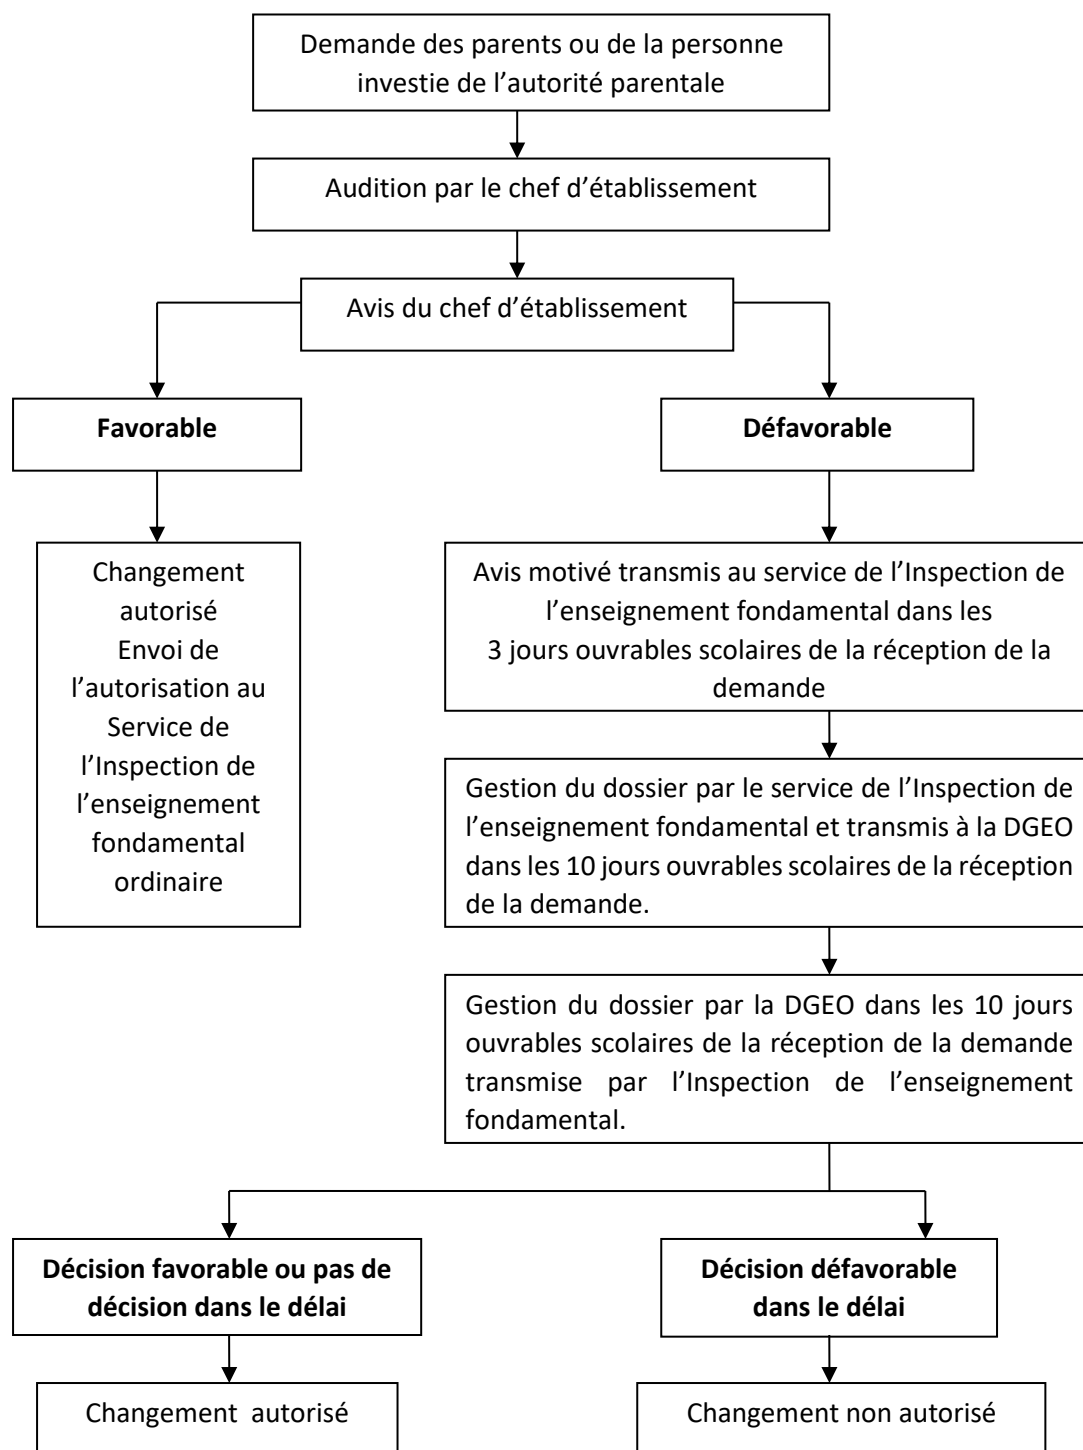 Demande des parents ou de la personne
investie de l’autorité parentale
Audition par le chef d’établissement
Avis du chef d’établissement
Favorable
Défavorable
Changement
autorisé
Envoi de
l’autorisation au
Service de
l’Inspection de
l’enseignement
fondamental
ordinaire
Avis motivé transmis au service de l’Inspection de
l’enseignement fondamental dans les
3 jours ouvrables scolaires de la réception de la
demande
Gestion du dossier par le service de l’Inspection de
l’enseignement fondamental et transmis à la DGEO
dans les 10 jours ouvrables scolaires de la réception
de la demande.
Gestion du dossier par la DGEO dans les 10 jours
ouvrables scolaires de la réception de la demande
transmise par l’Inspection de l’enseignement
fondamental.
Décision favorable ou pas de
décision dans le délai
Décision défavorable
dans le délai
Changement autorisé
Changement non autorisé